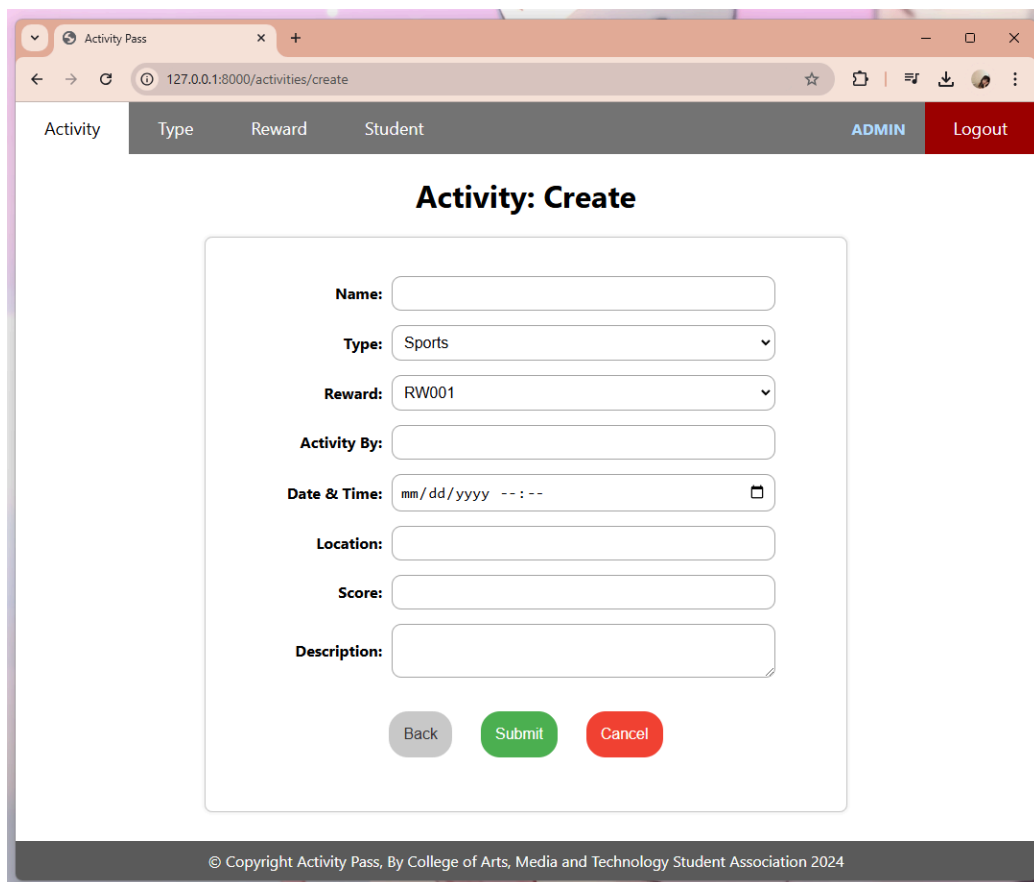 Activity Pass
127.0.0.1:8000/activities/create
Activity Type Reward Student ADMIN Logout
Activity: Create
Name:
Type: Sports
Reward: RW001
Activity By:
Date & Time: mm/dd/yyyy --:--
Location:
Score:
Description:
Back Submit Cancel
© Copyright Activity Pass, By College of Arts, Media and Technology Student Association 2024